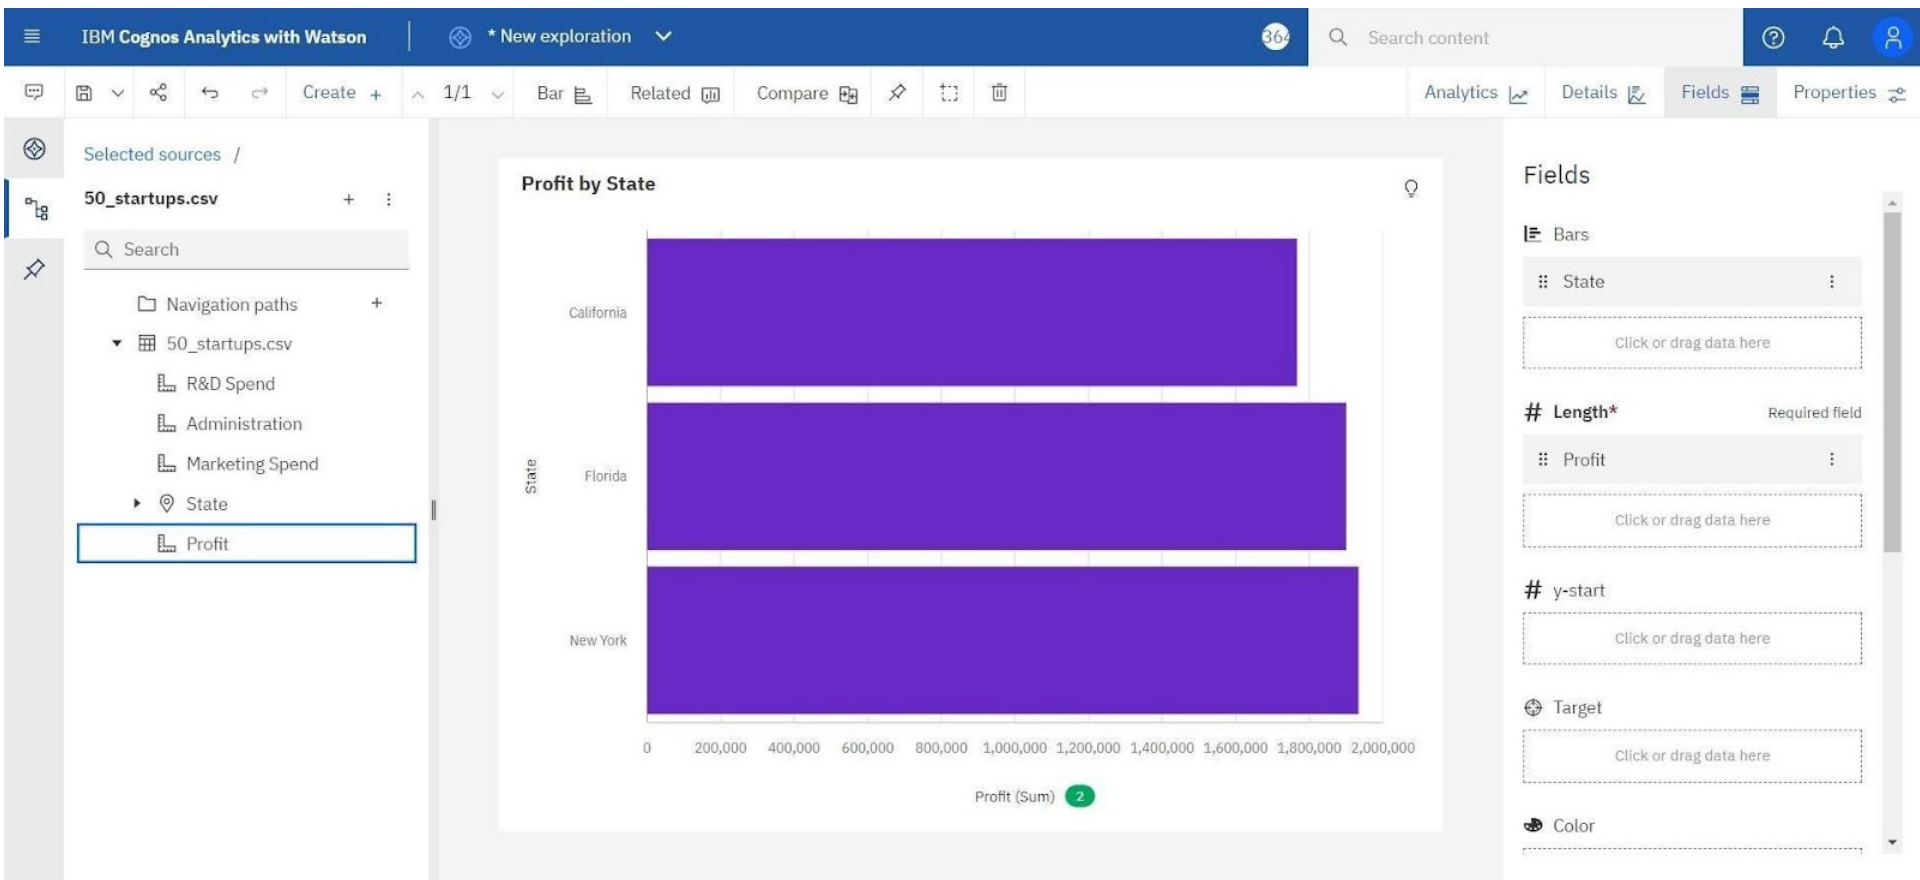 IBM Cognos Analytics with Watson
* New exploration
Search content
Create +
1/1
Bar
Related
Compare
Analytics
Details
Fields
Properties
Selected sources /
50_startups.csv
Search
Navigation paths
50_startups.csv
R&D Spend
Administration
Marketing Spend
State
Profit
Profit by State
State
California
Florida
New York
0 200,000 400,000 600,000 800,000 1,000,000 1,200,000 1,400,000 1,600,000 1,800,000 2,000,000
Profit (Sum) 2
Fields
Bars
State
Click or drag data here
# Length* Required field
Profit
Click or drag data here
# y-start
Click or drag data here
Target
Click or drag data here
Color